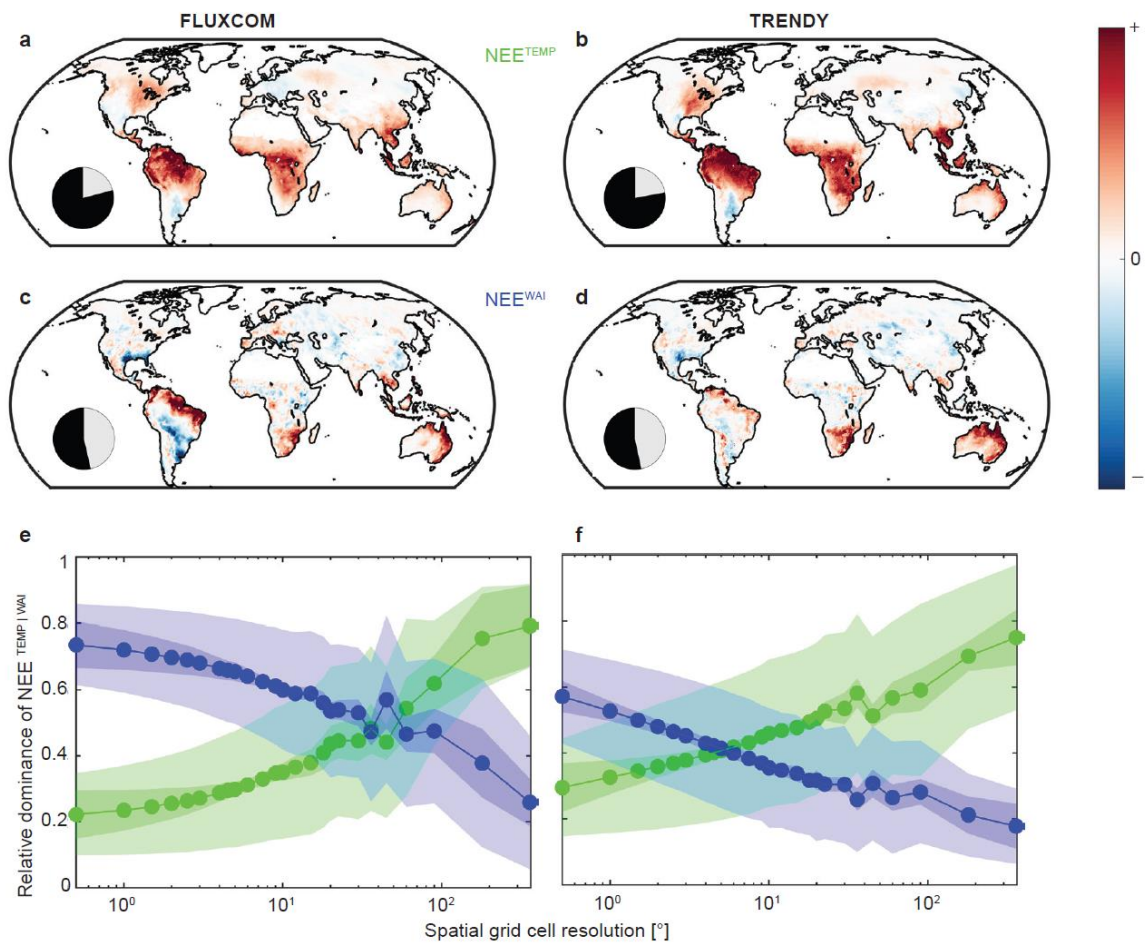 FLUXCOM
TRENDY
a
NEE^TEMP
b
+
0
–
c
NEE^WAI
d
e
f
1
0.8
0.6
0.4
0.2
0
Relative dominance of NEE ^TEMP | WAI
10^0
10^1
10^2
10^0
10^1
10^2
Spatial grid cell resolution [°]